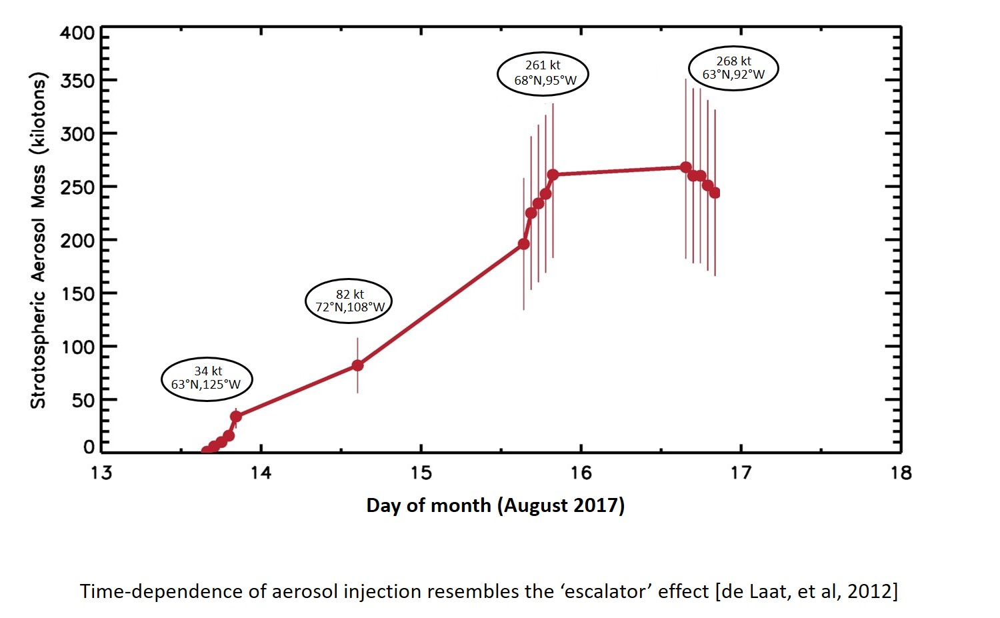 400
350
300
250
200
150
100
50
0
Stratospheric Aerosol Mass (kilotons)
261 kt
68°N,95°W
268 kt
63°N,92°W
82 kt
72°N,108°W
34 kt
63°N,125°W
13 14 15 16 17 18
Day of month (August 2017)
Time-dependence of aerosol injection resembles the ‘escalator’ effect [de Laat, et al, 2012]